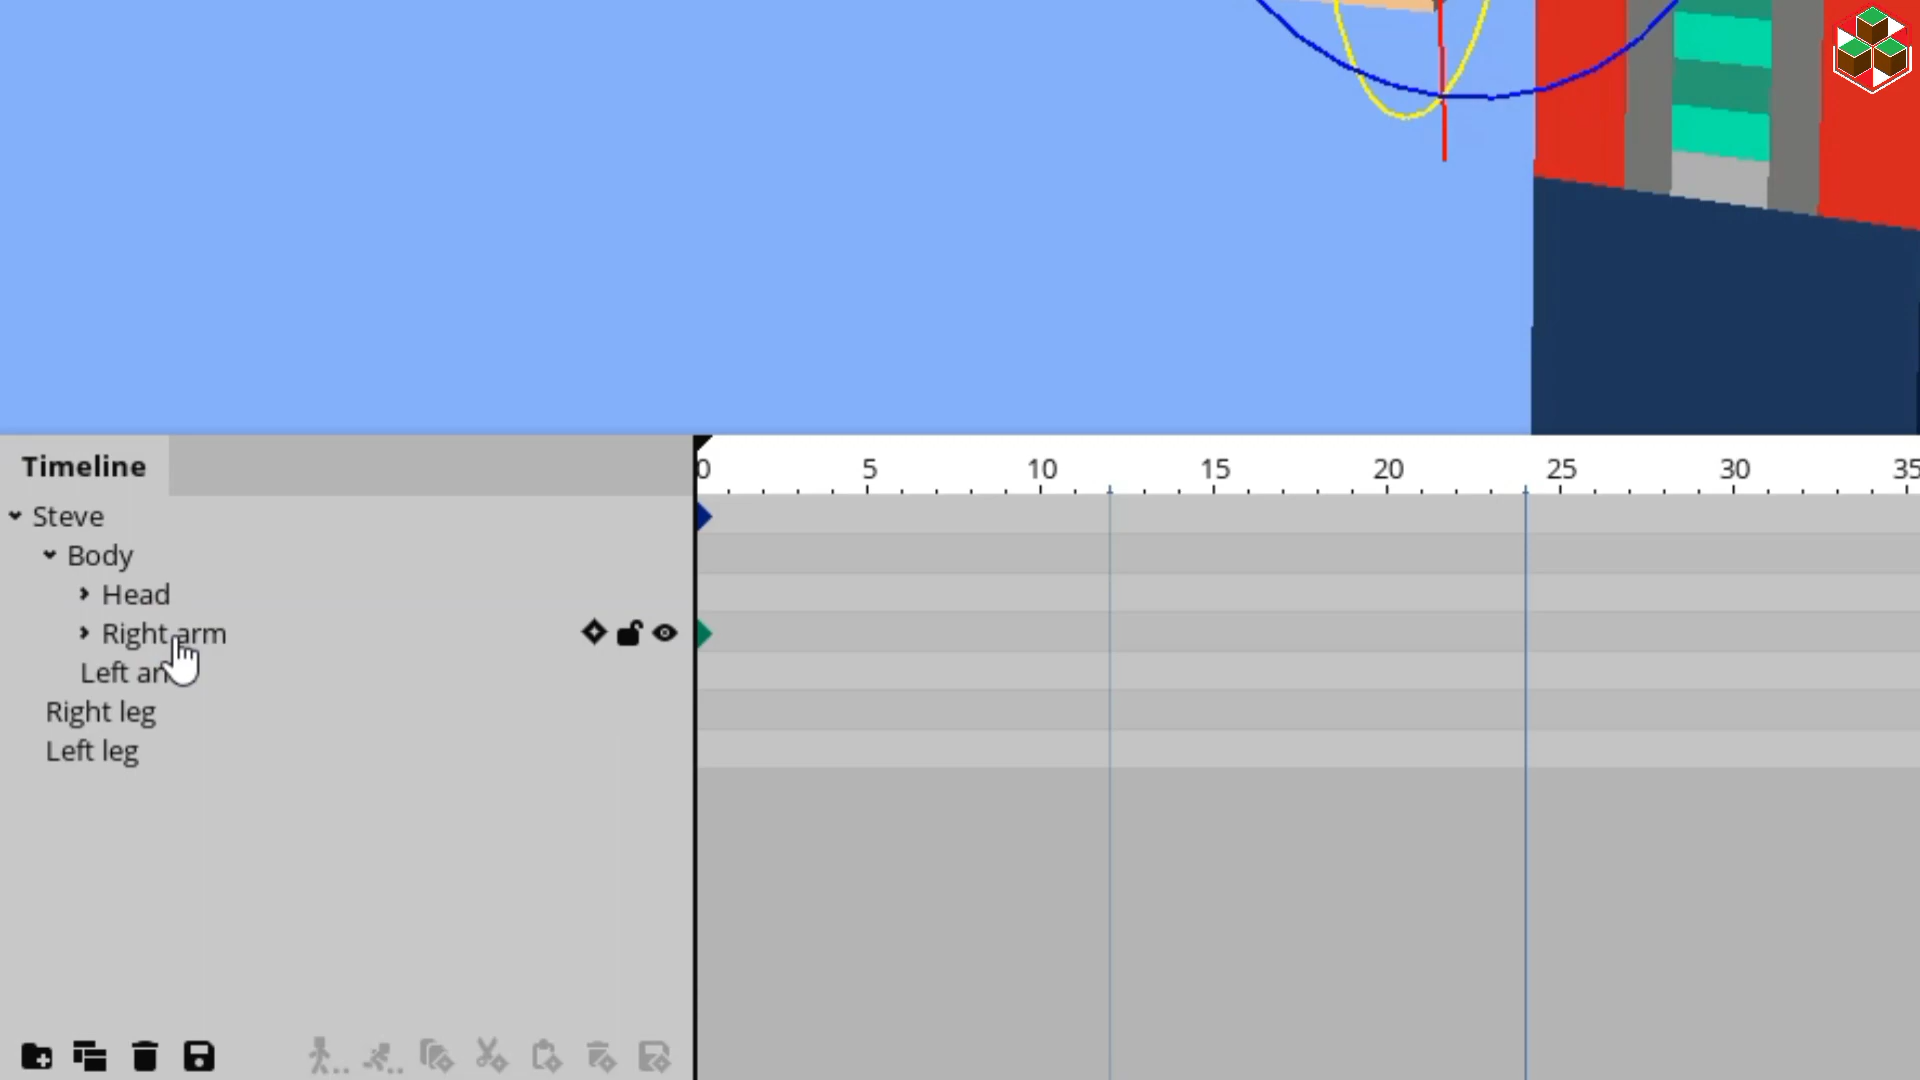 Timeline
0 5 10 15 20 25 30 35
Steve
Body
Head
Right arm
Left
Right leg
Left leg